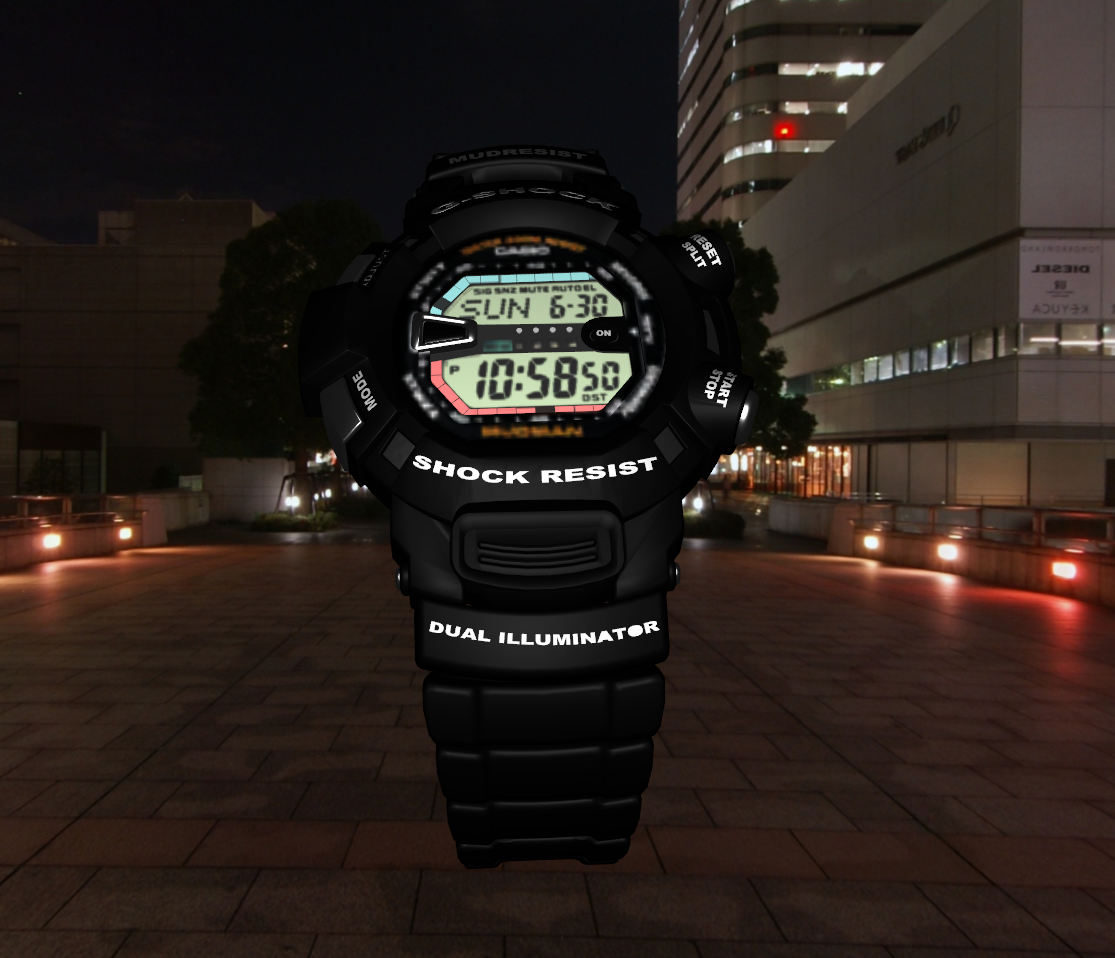 MUDRESIST
G-SHOCK
RESET
SPLIT
CASIO
SIG SNZ MUTE AUTO EL
SUN 6-30
ON
P 10:58 50
DST
MODE
START
STOP
MUDMAN
SHOCK RESIST
DUAL ILLUMINATOR
DIESEL
KEYUCA